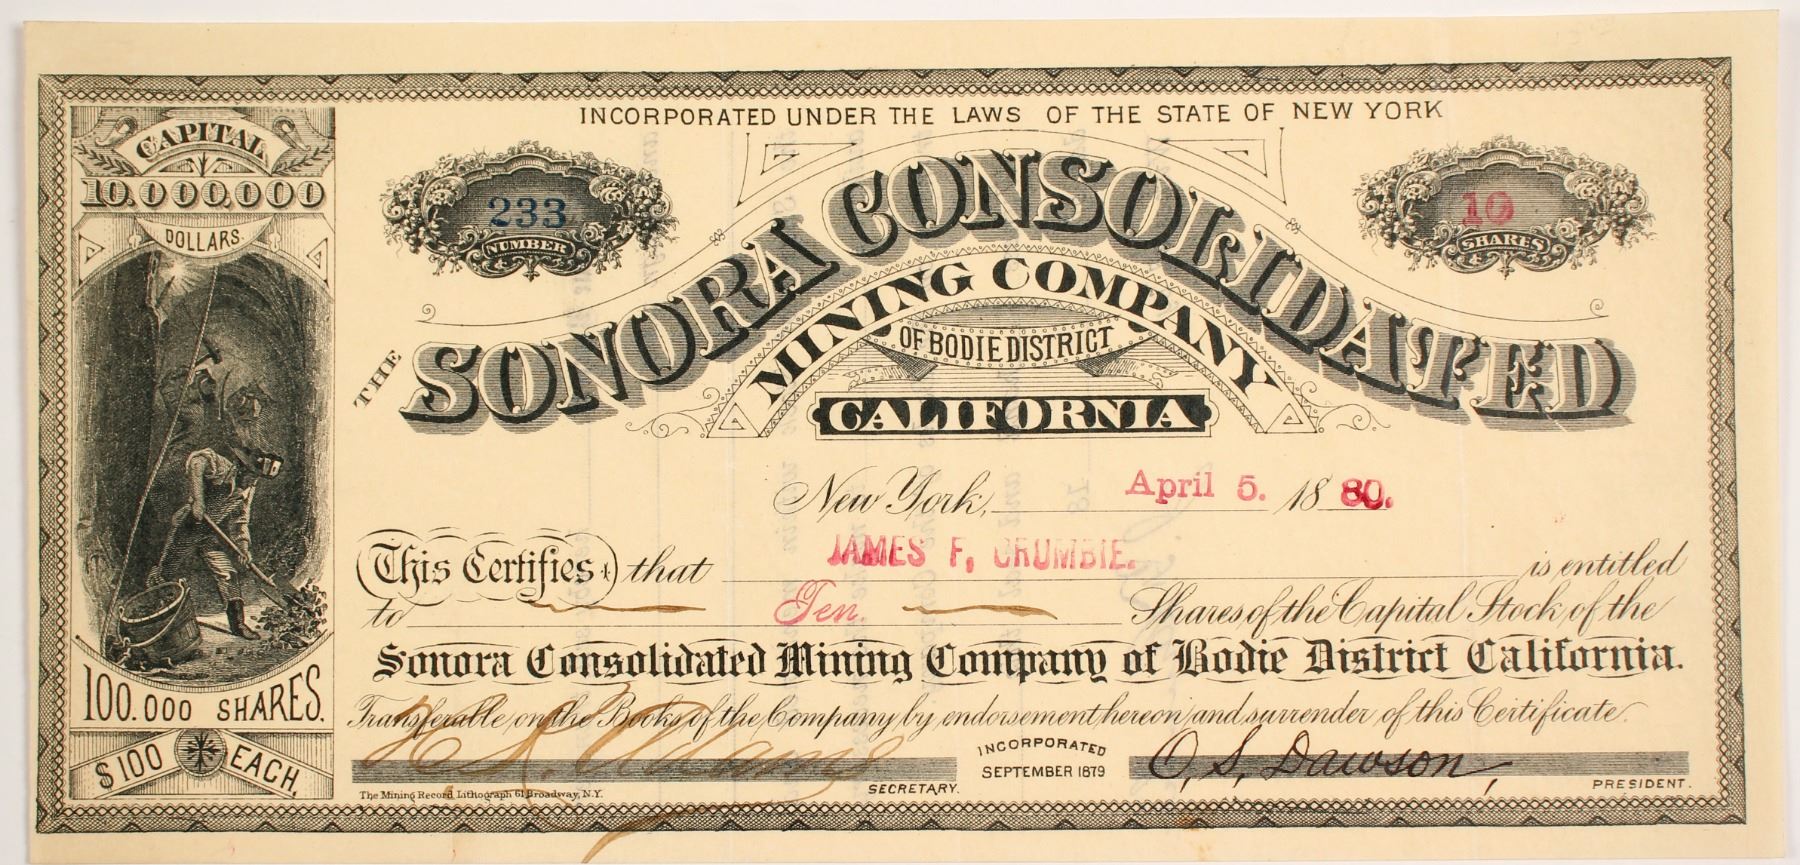 INCORPORATED UNDER THE LAWS OF THE STATE OF NEW YORK
CAPITAL
10.000.000
DOLLARS.
100.000 SHARES.
$100 EACH.
233
NUMBER
10
SHARES
THE SONORA CONSOLIDATED
MINING COMPANY
OF BODIE DISTRICT
CALIFORNIA
New York, April 5. 1880.
This Certifies that JAMES F. CRUMBIE. is entitled
to Ten. Shares of the Capital Stock of the
Sonora Consolidated Mining Company of Bodie District California.
Transferable on the Books of the Company by endorsement hereon and surrender of this Certificate.
Adams
SECRETARY.
INCORPORATED
SEPTEMBER 1879
O. S. Dawson,
PRESIDENT.
The Mining Record Lithograph 61 Broadway, N.Y.